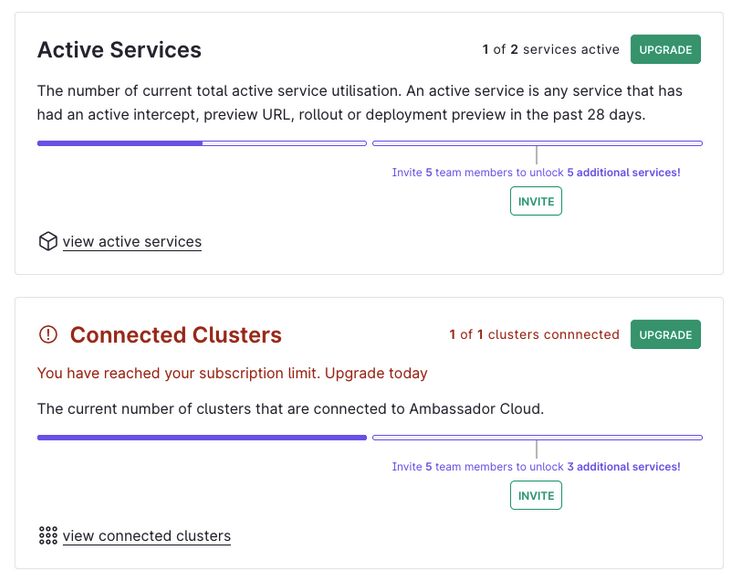 Active Services
1 of 2 services active
UPGRADE
The number of current total active service utilisation. An active service is any service that has
had an active intercept, preview URL, rollout or deployment preview in the past 28 days.
Invite 5 team members to unlock 5 additional services!
INVITE
view active services
Connected Clusters
1 of 1 clusters connnected
UPGRADE
You have reached your subscription limit. Upgrade today
The current number of clusters that are connected to Ambassador Cloud.
Invite 5 team members to unlock 3 additional services!
INVITE
view connected clusters